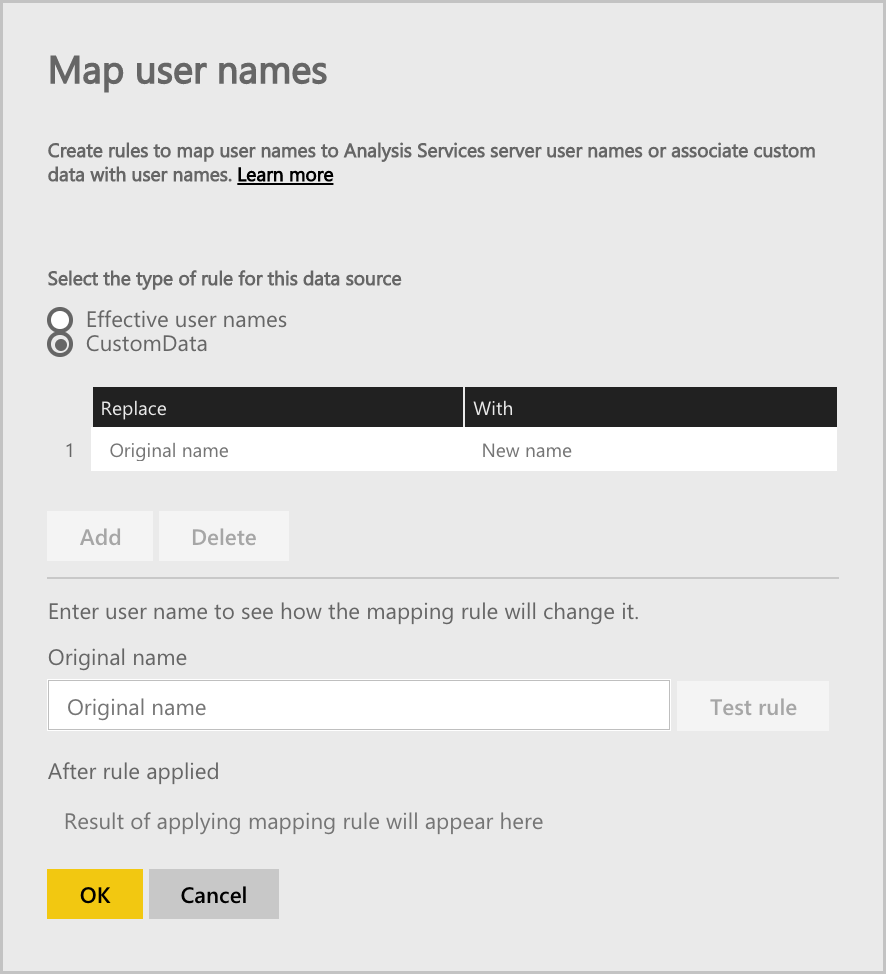 Map user names
Create rules to map user names to Analysis Services server user names or associate custom
data with user names. Learn more
Select the type of rule for this data source
Effective user names
CustomData
Replace With
1 Original name New name
Add Delete
Enter user name to see how the mapping rule will change it.
Original name
Original name Test rule
After rule applied
Result of applying mapping rule will appear here
OK Cancel